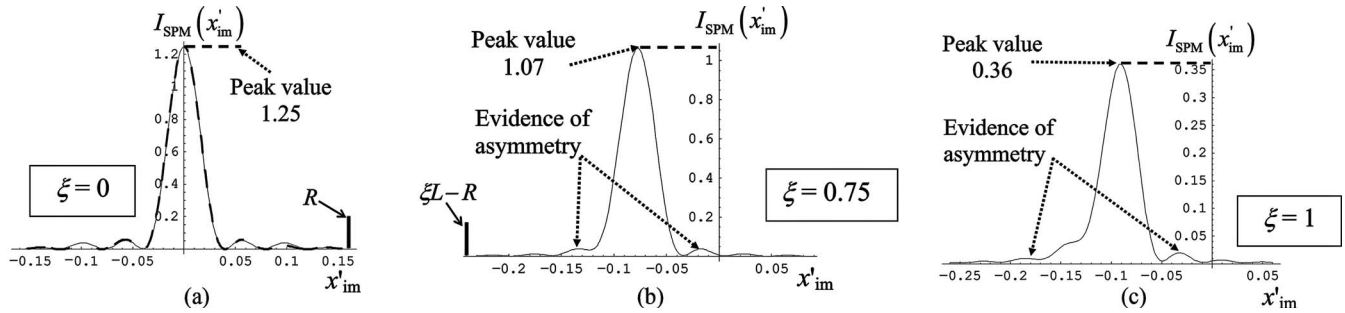 I_SPM(x'_im)
1.2
1
0.8
0.6
0.4
0.2
Peak value
1.25
ξ = 0
R
−0.15 −0.1 −0.05 0.05 0.1 0.15
x'_im
(a)
I_SPM(x'_im)
Peak value
1.07
1
0.8
0.6
0.4
0.2
Evidence of
asymmetry
ξL − R
ξ = 0.75
−0.2 −0.15 −0.1 −0.05 0.05
x'_im
(b)
I_SPM(x'_im)
Peak value
0.36
0.35
0.3
0.25
0.2
0.15
0.1
0.05
Evidence of
asymmetry
ξ = 1
−0.25 −0.2 −0.15 −0.1 −0.05 0.05
x'_im
(c)